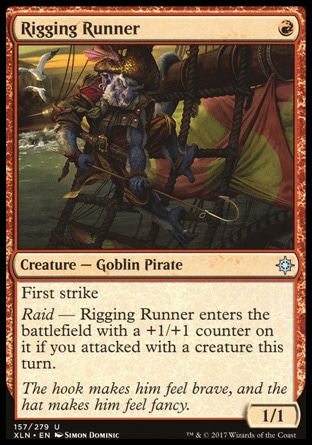 Rigging Runner
Creature — Goblin Pirate
First strike
Raid — Rigging Runner enters the
battlefield with a +1/+1 counter on
it if you attacked with a creature this
turn.
The hook makes him feel brave, and the
hat makes him feel fancy.
1/1
157/279 U
XLN • EN SIMON DOMINIC
™ & © 2017 Wizards of the Coast